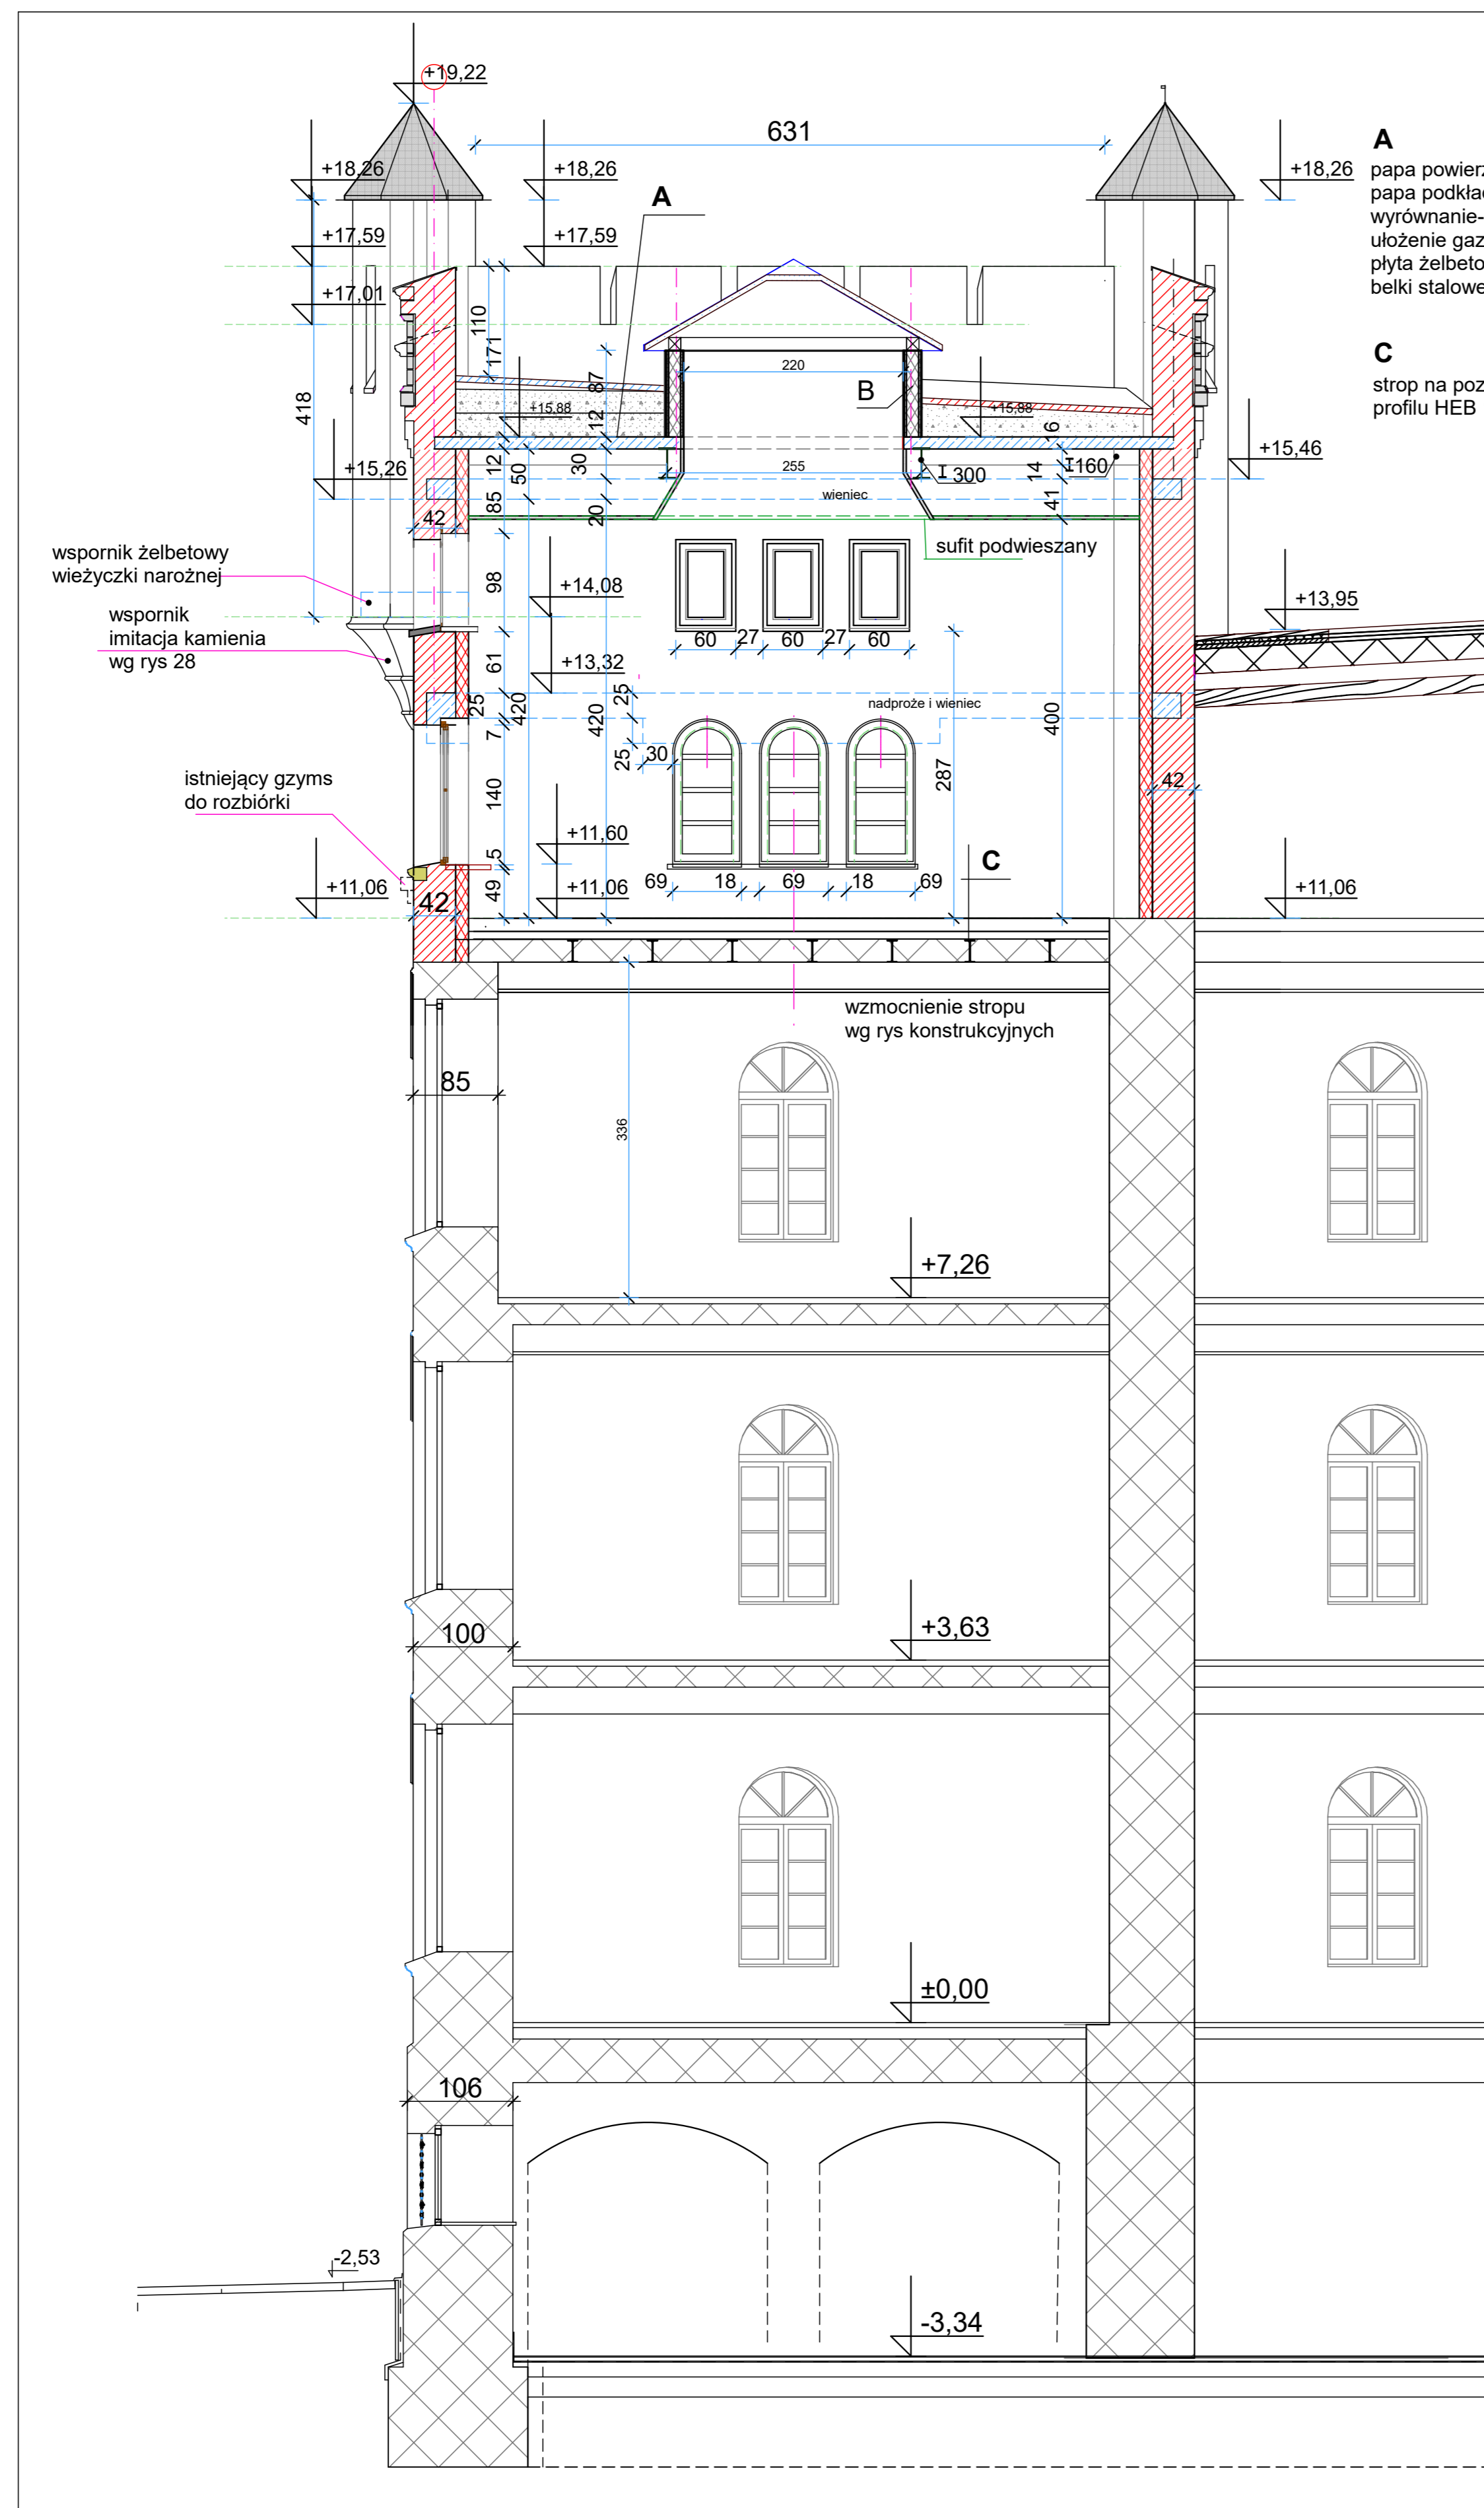 +19,22
631
A
+18,26
+18,26
+18,26
papa powierz
papa podkład
wyrównanie-
ułożenie gaz
płyta żelbeto
belki stalowe
A
+17,59
+17,59
+17,01
110
171
C
strop na poz
profilu HEB
220
87
B
418
12
+15,88
+15,88
16
+15,46
+15,26
12
50
30
255
I 300
14
I160
85
20
wieniec
41
42
sufit podwieszany
wspornik żelbetowy
wieżyczki narożnej
98
+14,08
+13,95
wspornik
imitacja kamienia
wg rys 28
60
27
60
27
60
61
+13,32
25
25
420
420
nadproże i wieniec
400
7
25
30
287
istniejący gzyms
do rozbiórki
140
42
+11,60
5
C
+11,06
49
+11,06
69
18
69
18
69
+11,06
42
wzmocnienie stropu
wg rys konstrukcyjnych
85
336
+7,26
100
+3,63
±0,00
106
-2,53
-3,34